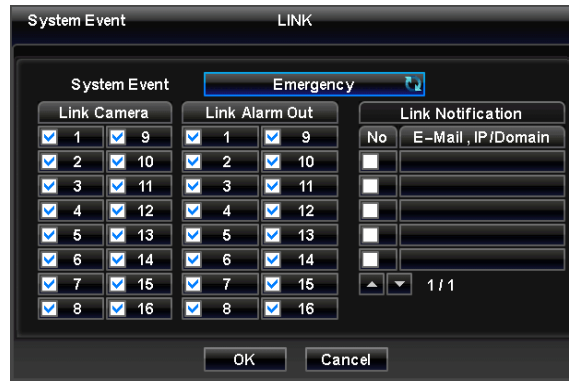 System Event LINK
System Event Emergency
Link Camera Link Alarm Out Link Notification
1 9 1 9 No E-Mail, IP/Domain
2 10 2 10
3 11 3 11
4 12 4 12
5 13 5 13
6 14 6 14
7 15 7 15 1/1
8 16 8 16
OK Cancel